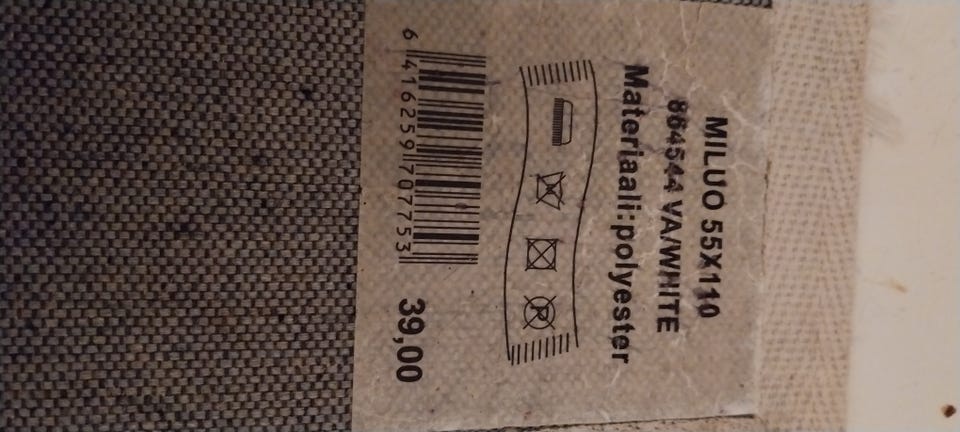 MILUO 55X110
864544 VA/WHITE
Materiaali:polyester
P
6 416259 707753
39,00